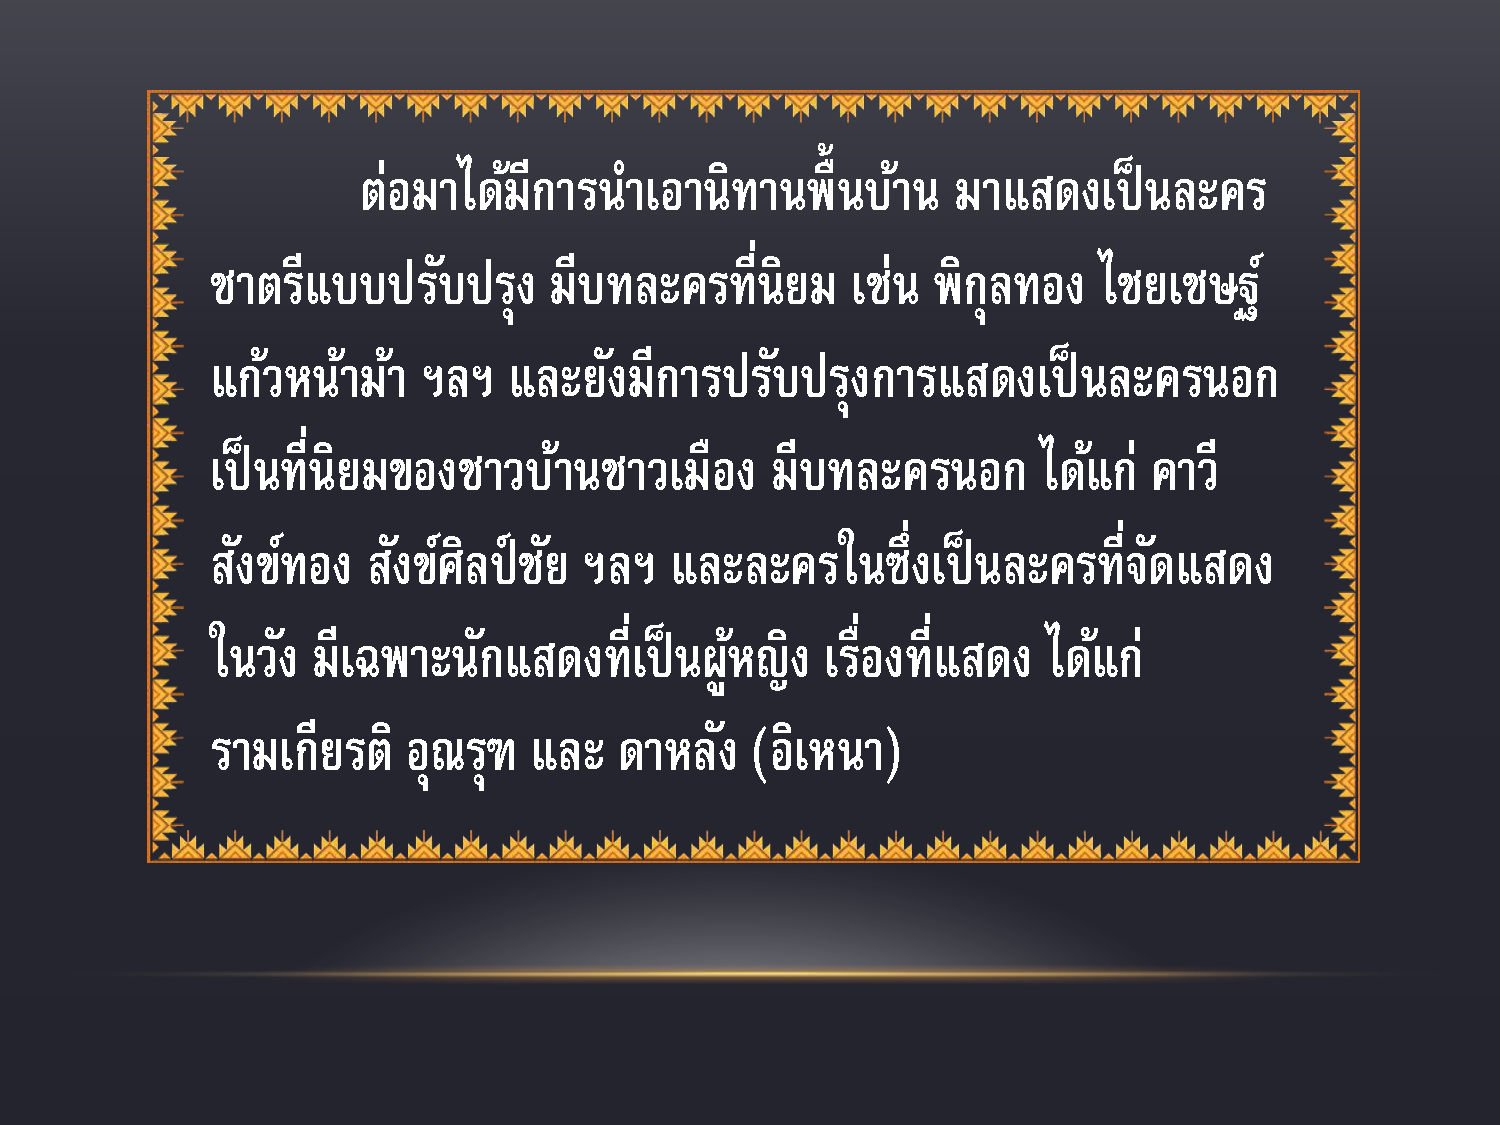 ต่อมาได้มีการนำเอานิทานพื้นบ้าน มาแสดงเป็นละคร
ชาตรีแบบปรับปรุง มีบทละครที่นิยม เช่น พิกุลทอง ไชยเชษฐ์
แก้วหน้าม้า ฯลฯ และยังมีการปรับปรุงการแสดงเป็นละครนอก
เป็นที่นิยมของชาวบ้านชาวเมือง มีบทละครนอก ได้แก่ คาวี
สังข์ทอง สังข์ศิลป์ชัย ฯลฯ และละครในซึ่งเป็นละครที่จัดแสดง
ในวัง มีเฉพาะนักแสดงที่เป็นผู้หญิง เรื่องที่แสดง ได้แก่
รามเกียรติ อุณรุฑ และ ดาหลัง (อิเหนา)